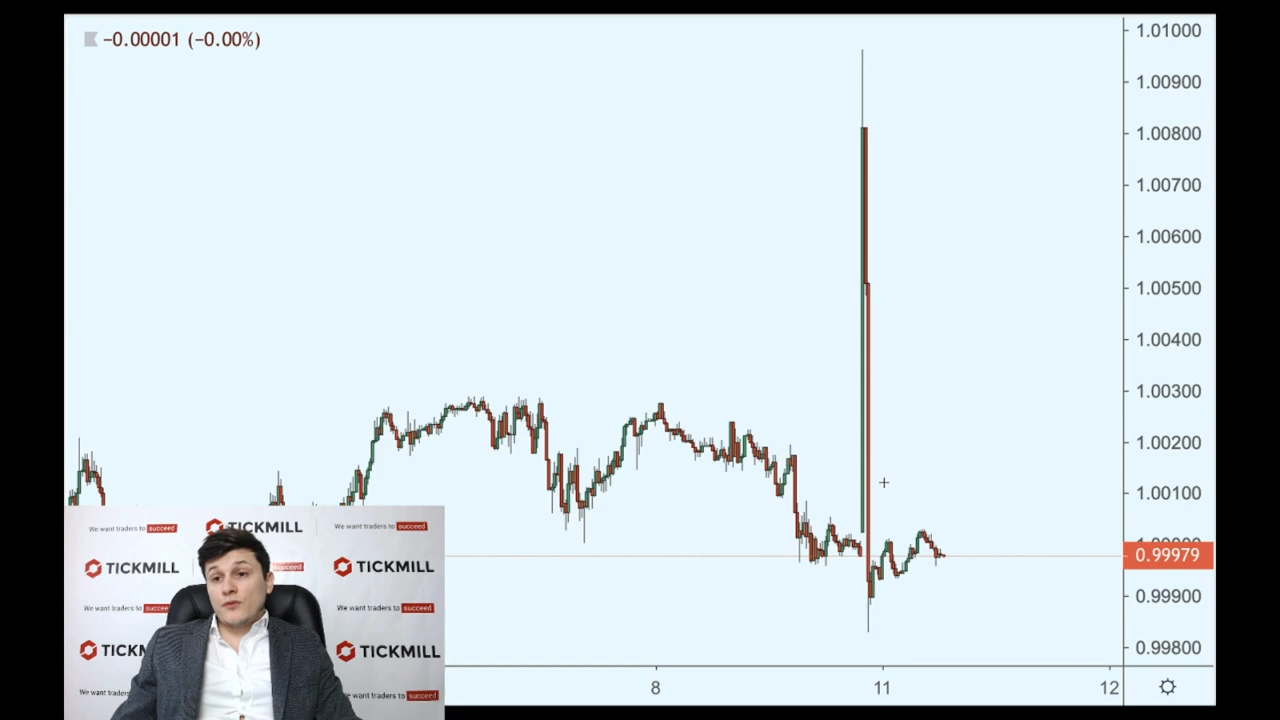 −0.00001 (−0.00%)
1.01000
1.00900
1.00800
1.00700
1.00600
1.00500
1.00400
1.00300
1.00200
1.00100
0.99979
0.99900
0.99800
8
11
12
We want traders to succeed
TICKMILL
We want traders to succeed
TICKMILL
succeed
TICKMILL
We want traders to succee
We want traders to succeed
TICKM
TICKMILL
We want traders
we want traders to succeed